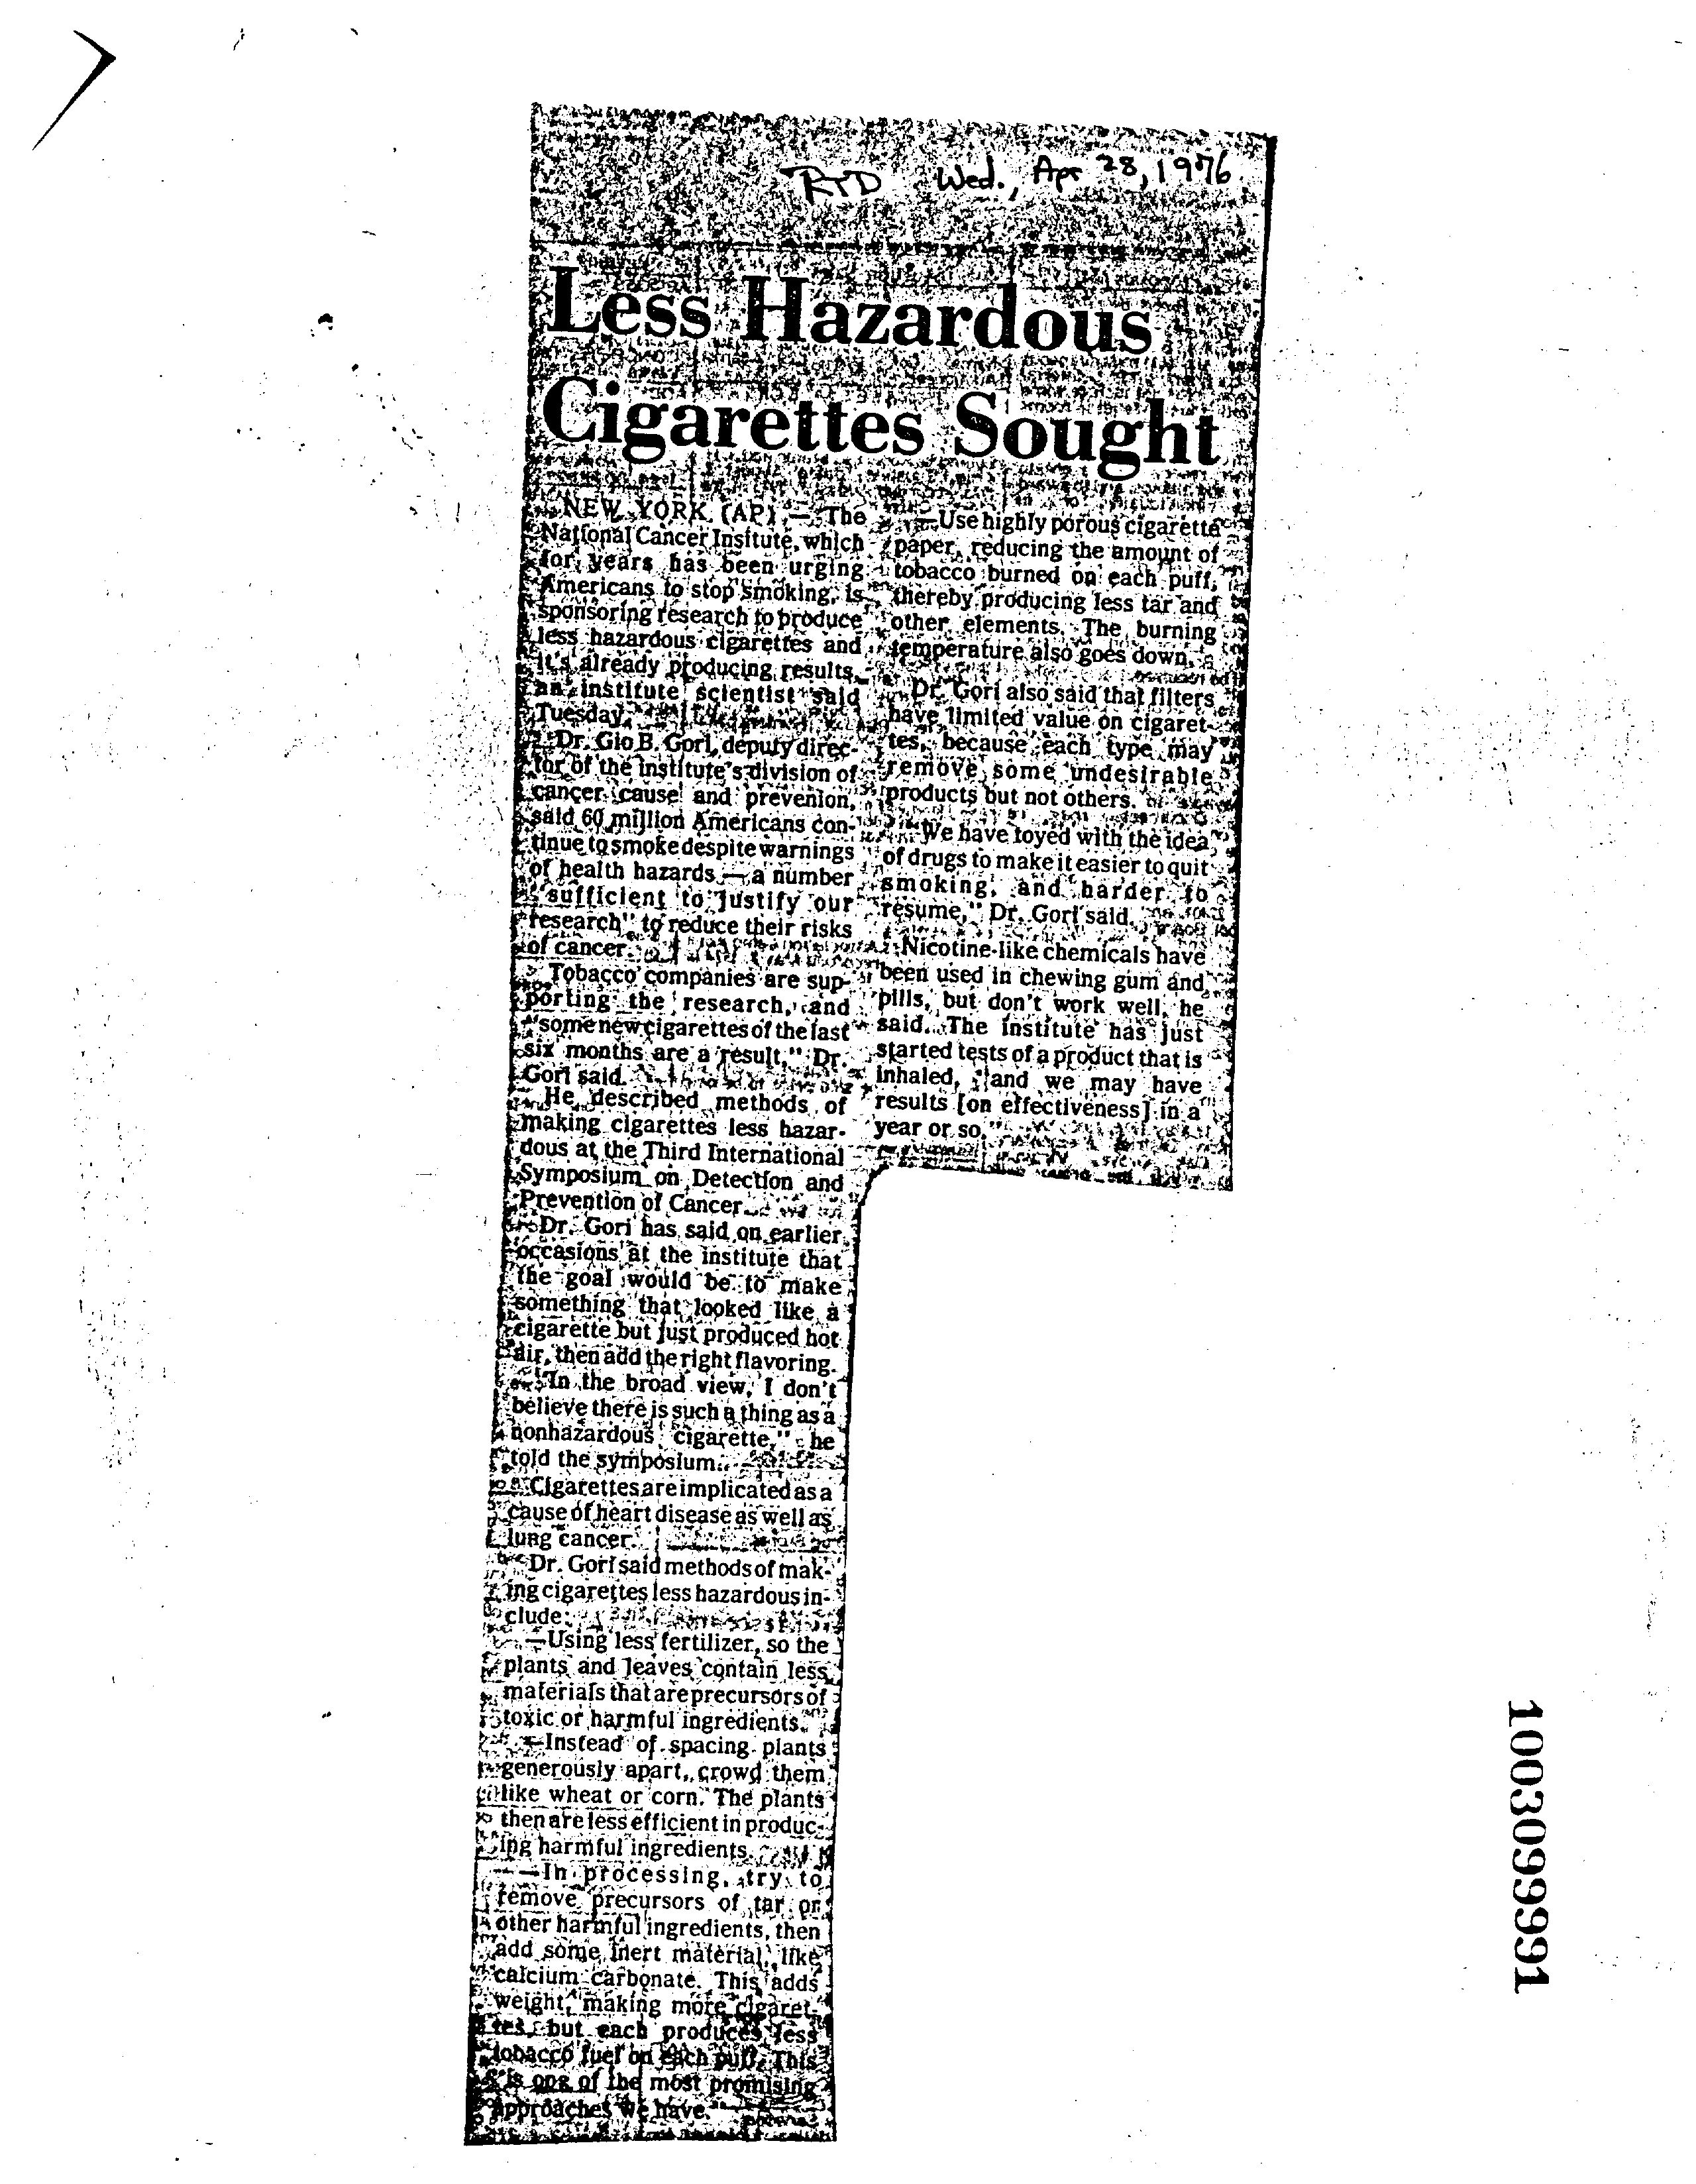 RTD Wed., Apr 28, 1976
Less Hazardous
Cigarettes Sought
NEW YORK (AP) — The
National Cancer Insitute, which
for years has been urging
Americans to stop smoking, is
sponsoring research to produce
less hazardous cigarettes and
it's already producing results,
an institute scientist said
Tuesday.
Dr. Gio B. Gori, deputy direc-
tor of the institute's division of
cancer cause and prevenion,
said 60 million Americans con-
tinue to smoke despite warnings
of health hazards — a number
"sufficient to justify our
research" to reduce their risks
of cancer.
Tobacco companies are sup-
porting the research, and
"some new cigarettes of the last
six months are a result," Dr.
Gori said.
He described methods of
making cigarettes less hazar-
dous at the Third International
Symposium on Detection and
Prevention of Cancer.
Dr. Gori has said on earlier
occasions at the institute that
the goal would be to make
something that looked like a
cigarette but just produced hot
air, then add the right flavoring.
"In the broad view, I don't
believe there is such a thing as a
nonhazardous cigarette," he
told the symposium.
Cigarettes are implicated as a
cause of heart disease as well as
lung cancer.
Dr. Gori said methods of mak-
ing cigarettes less hazardous in-
clude:
—Using less fertilizer, so the
plants and leaves contain less
materials that are precursors of
toxic or harmful ingredients.
—Instead of spacing plants
generously apart, crowd them
like wheat or corn. The plants
then are less efficient in produc-
ing harmful ingredients.
—In processing, try to
remove precursors of tar or
other harmful ingredients, then
add some inert material, like
calcium carbonate. This adds
weight, making more cigaret-
tes, but each produces less
tobacco fuel on each puff. This
is one of the most promising
approaches we have."
—Use highly porous cigarette
paper, reducing the amount of
tobacco burned on each puff,
thereby producing less tar and
other elements. The burning
temperature also goes down.
Dr. Gori also said that filters
have limited value on cigaret-
tes, because each type may
remove some undesirable
products but not others.
"We have toyed with the idea
of drugs to make it easier to quit
smoking, and harder to
resume," Dr. Gori said.
Nicotine-like chemicals have
been used in chewing gum and
pills, but don't work well, he
said. The institute has just
started tests of a product that is
inhaled, "and we may have
results [on effectiveness] in a
year or so."
1003099991